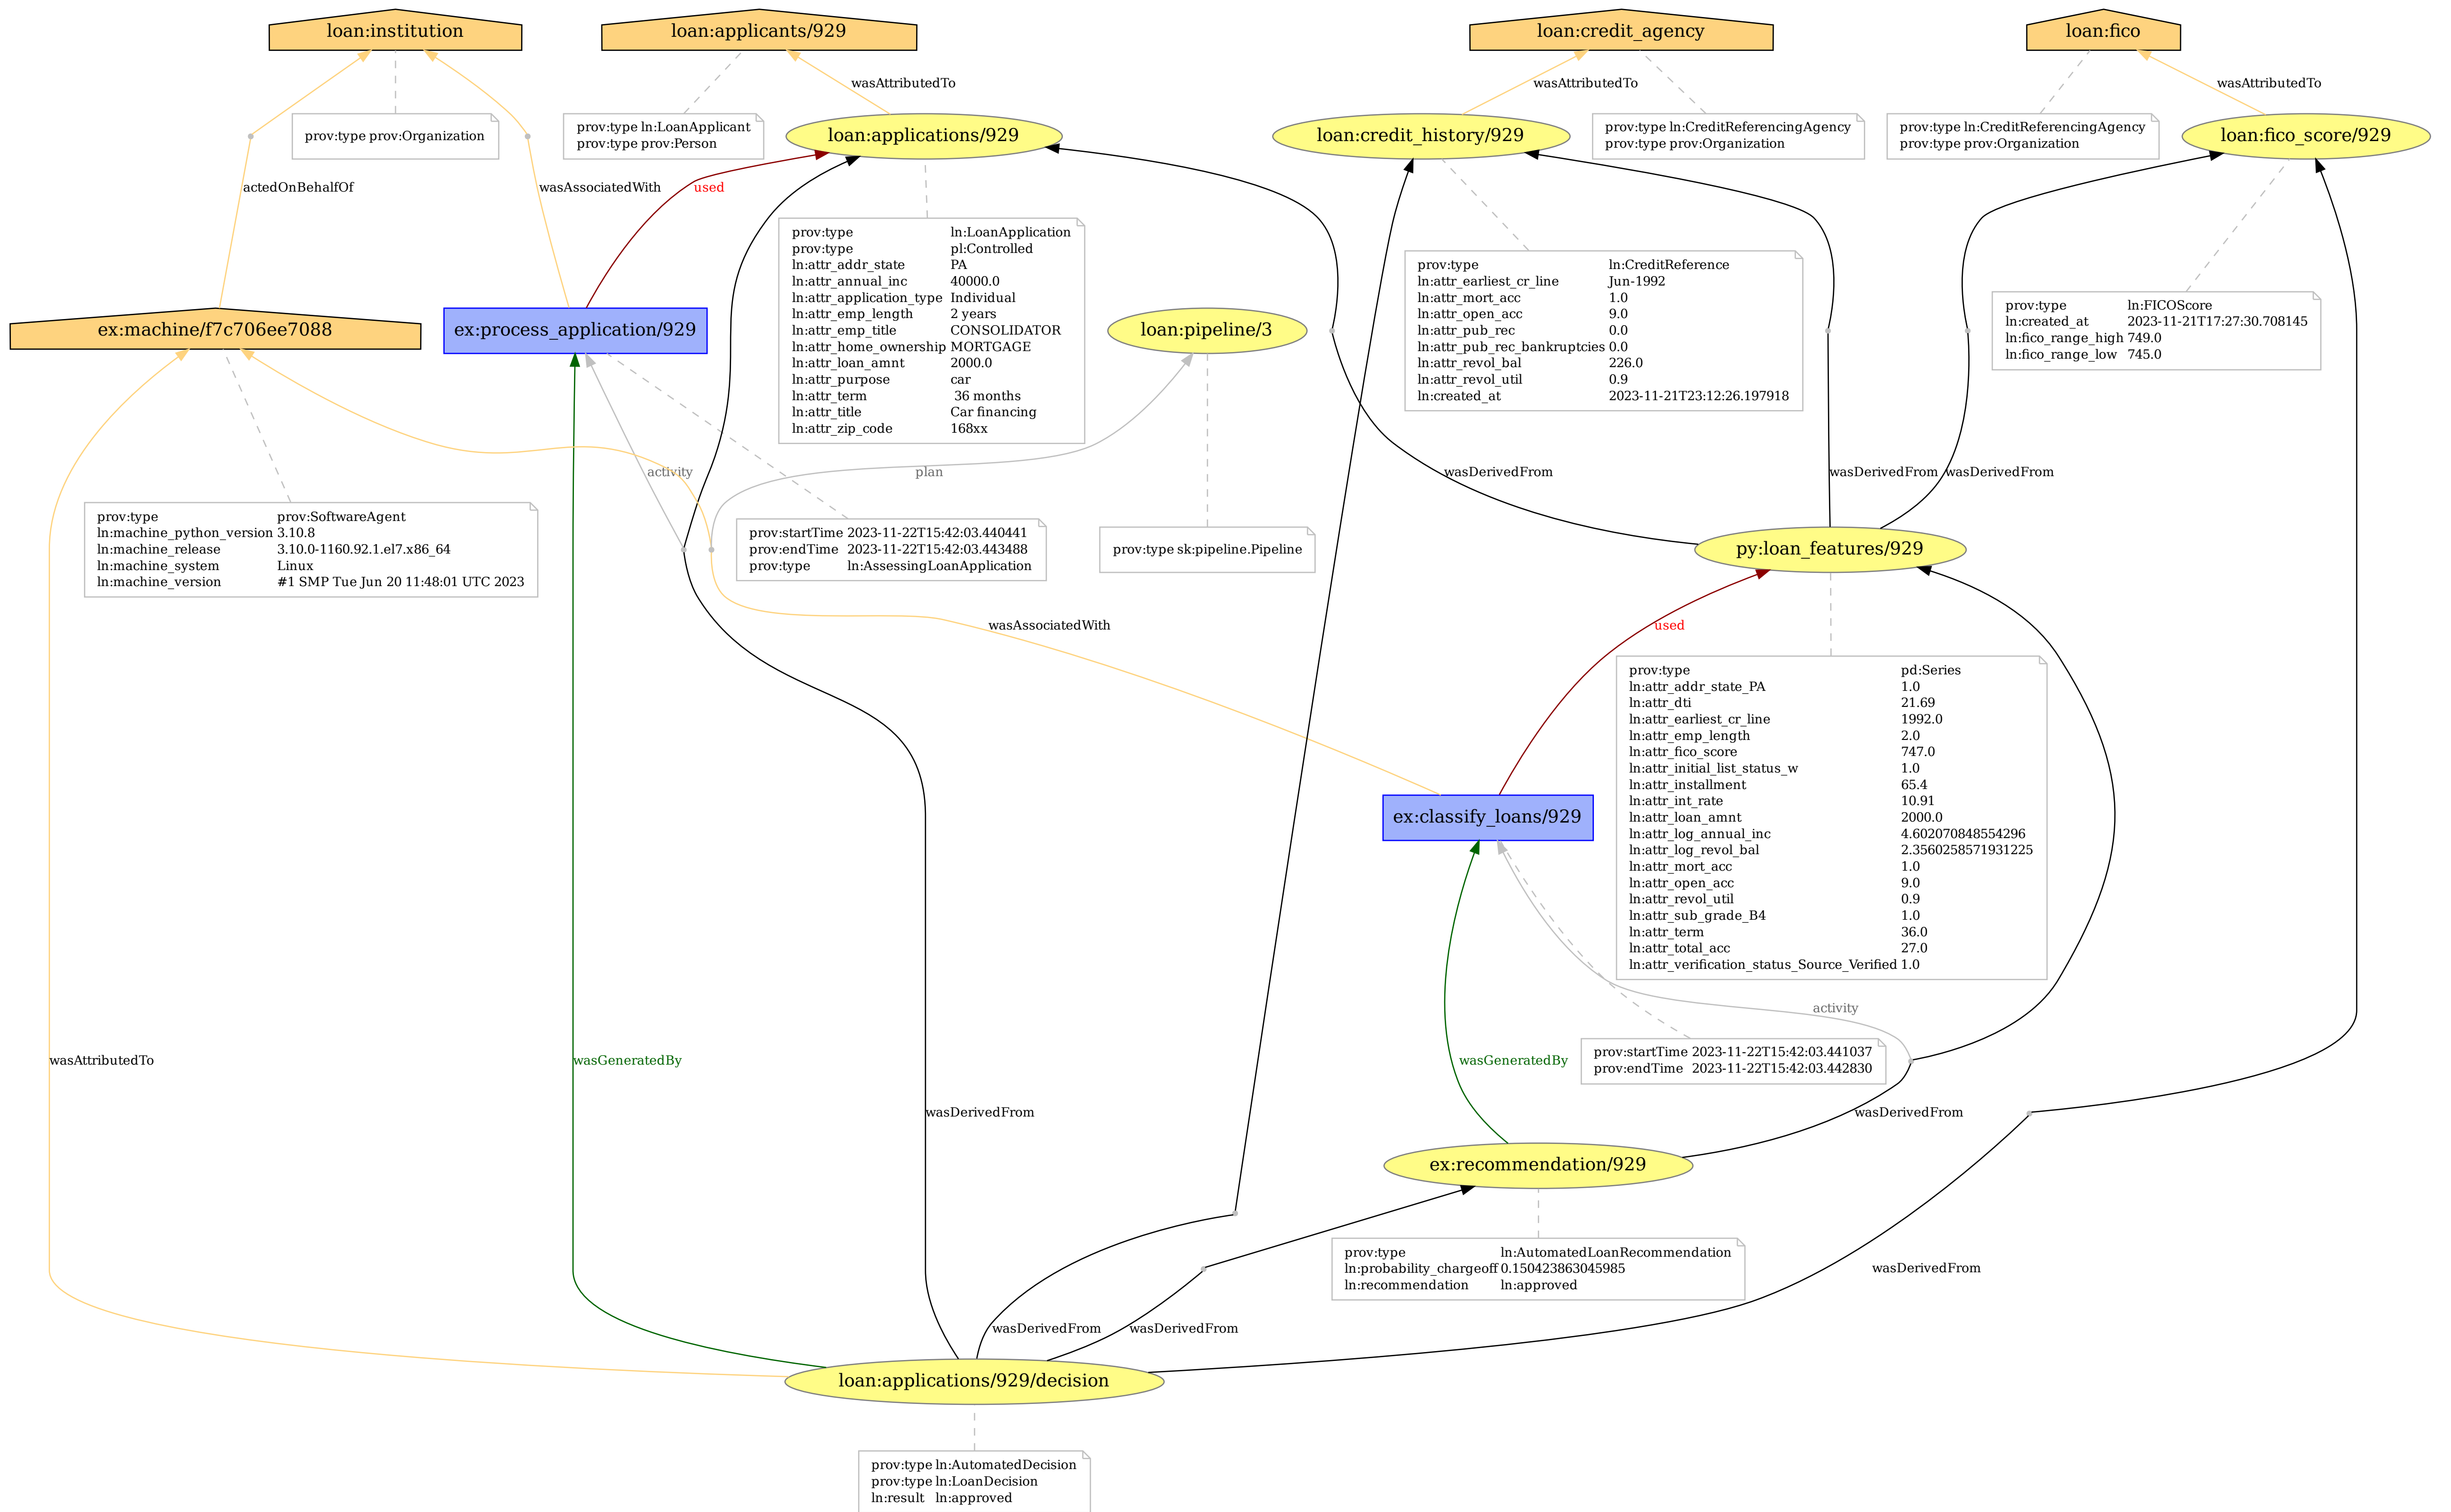 loan:institution
loan:applicants/929
loan:credit_agency
loan:fico
wasAttributedTo
wasAttributedTo
wasAttributedTo
prov:type prov:Organization
prov:type ln:LoanApplicant
prov:type prov:Person
loan:applications/929
loan:credit_history/929
prov:type ln:CreditReferencingAgency
prov:type prov:Organization
prov:type ln:CreditReferencingAgency
prov:type prov:Organization
loan:fico_score/929
actedOnBehalfOf
wasAssociatedWith
used
prov:type ln:LoanApplication
prov:type pl:Controlled
ln:attr_addr_state PA
ln:attr_annual_inc 40000.0
ln:attr_application_type Individual
ln:attr_emp_length 2 years
ln:attr_emp_title CONSOLIDATOR
ln:attr_home_ownership MORTGAGE
ln:attr_loan_amnt 2000.0
ln:attr_purpose car
ln:attr_term 36 months
ln:attr_title Car financing
ln:attr_zip_code 168xx
prov:type ln:CreditReference
ln:attr_earliest_cr_line Jun-1992
ln:attr_mort_acc 1.0
ln:attr_open_acc 9.0
ln:attr_pub_rec 0.0
ln:attr_pub_rec_bankruptcies 0.0
ln:attr_revol_bal 226.0
ln:attr_revol_util 0.9
ln:created_at 2023-11-21T23:12:26.197918
prov:type ln:FICOScore
ln:created_at 2023-11-21T17:27:30.708145
ln:fico_range_high 749.0
ln:fico_range_low 745.0
ex:machine/f7c706ee7088
ex:process_application/929
loan:pipeline/3
activity
plan
wasDerivedFrom
wasDerivedFrom
wasDerivedFrom
prov:type prov:SoftwareAgent
ln:machine_python_version 3.10.8
ln:machine_release 3.10.0-1160.92.1.el7.x86_64
ln:machine_system Linux
ln:machine_version #1 SMP Tue Jun 20 11:48:01 UTC 2023
prov:startTime 2023-11-22T15:42:03.440441
prov:endTime 2023-11-22T15:42:03.443488
prov:type ln:AssessingLoanApplication
prov:type sk:pipeline.Pipeline
py:loan_features/929
wasAssociatedWith
used
prov:type pd:Series
ln:attr_addr_state_PA 1.0
ln:attr_dti 21.69
ln:attr_earliest_cr_line 1992.0
ln:attr_emp_length 2.0
ln:attr_fico_score 747.0
ln:attr_initial_list_status_w 1.0
ln:attr_installment 65.4
ln:attr_int_rate 10.91
ln:attr_loan_amnt 2000.0
ln:attr_log_annual_inc 4.602070848554296
ln:attr_log_revol_bal 2.3560258571931225
ln:attr_mort_acc 1.0
ln:attr_open_acc 9.0
ln:attr_revol_util 0.9
ln:attr_sub_grade_B4 1.0
ln:attr_term 36.0
ln:attr_total_acc 27.0
ln:attr_verification_status_Source_Verified 1.0
ex:classify_loans/929
activity
wasAttributedTo
wasGeneratedBy
wasGeneratedBy
prov:startTime 2023-11-22T15:42:03.441037
prov:endTime 2023-11-22T15:42:03.442830
wasDerivedFrom
wasDerivedFrom
ex:recommendation/929
prov:type ln:AutomatedLoanRecommendation
ln:probability_chargeoff 0.150423863045985
ln:recommendation ln:approved
wasDerivedFrom
wasDerivedFrom
wasDerivedFrom
loan:applications/929/decision
prov:type ln:AutomatedDecision
prov:type ln:LoanDecision
ln:result ln:approved